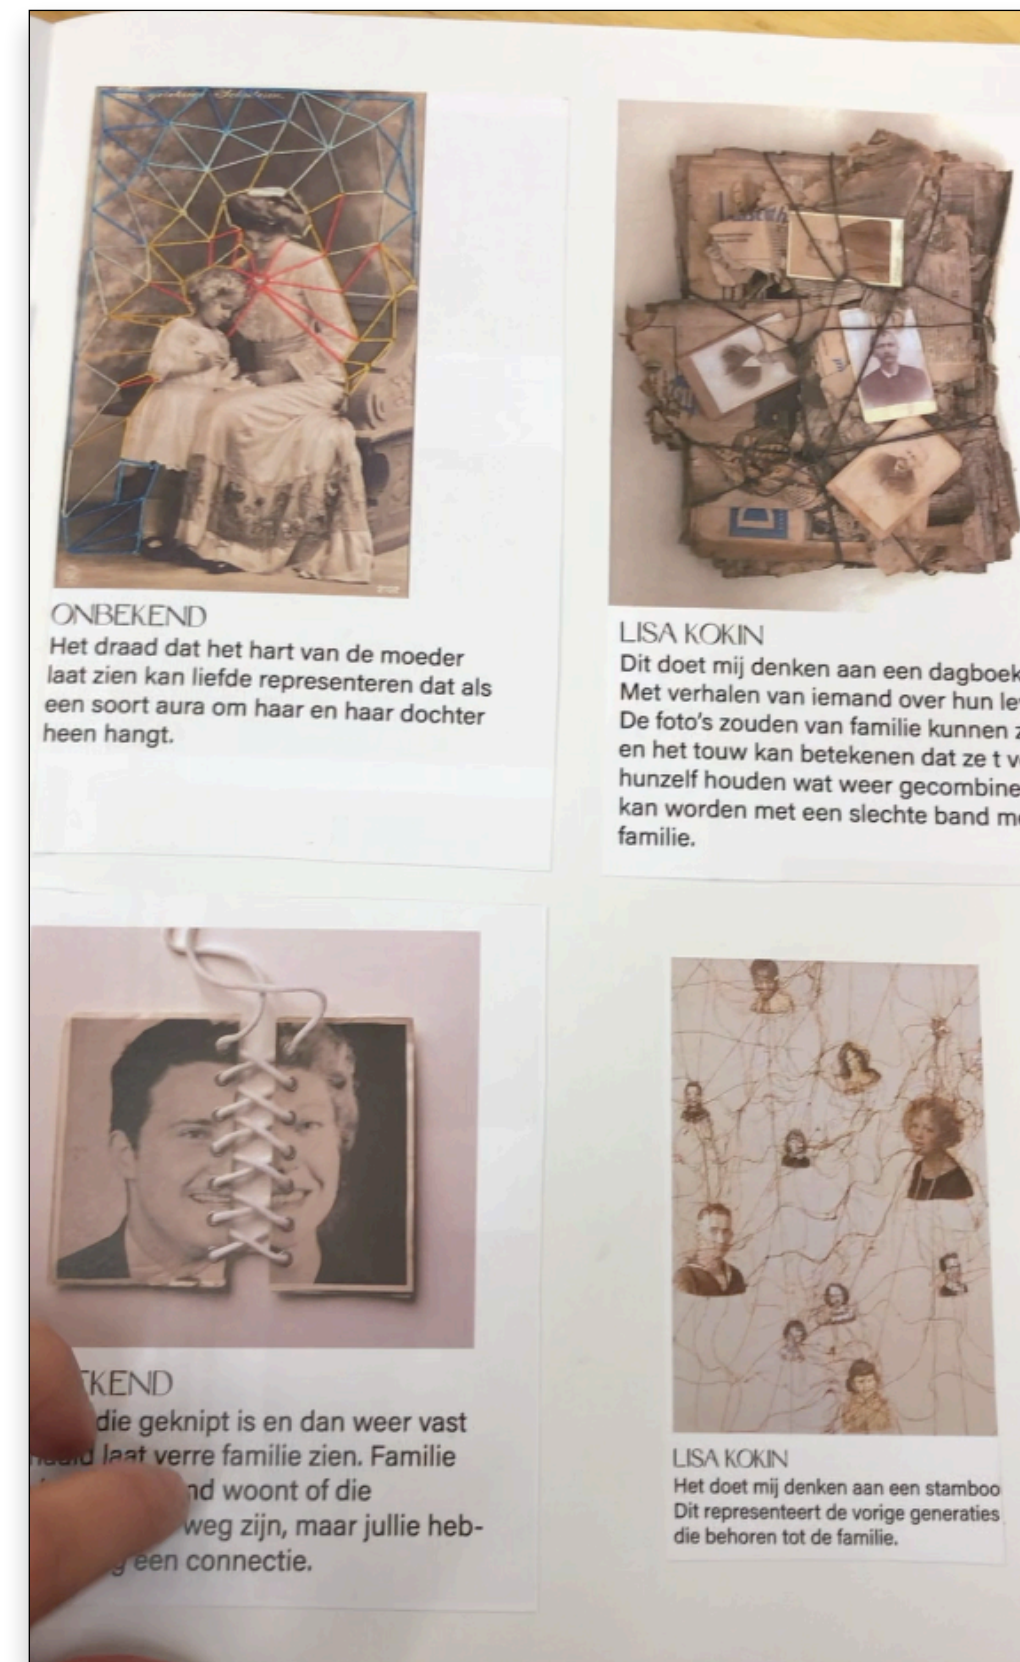 ONBEKEND
Het draad dat het hart van de moeder
laat zien kan liefde representeren dat als
een soort aura om haar en haar dochter
heen hangt.
LISA KOKIN
Dit doet mij denken aan een dagboek
Met verhalen van iemand over hun le
De foto's zouden van familie kunnen z
en het touw kan betekenen dat ze t v
hunzelf houden wat weer gecombine
kan worden met een slechte band me
familie.
KEND
die geknipt is en dan weer vast
laat verre familie zien. Familie
nd woont of die
weg zijn, maar jullie heb-
g een connectie.
LISA KOKIN
Het doet mij denken aan een stamboo
Dit representeert de vorige generaties
die behoren tot de familie.